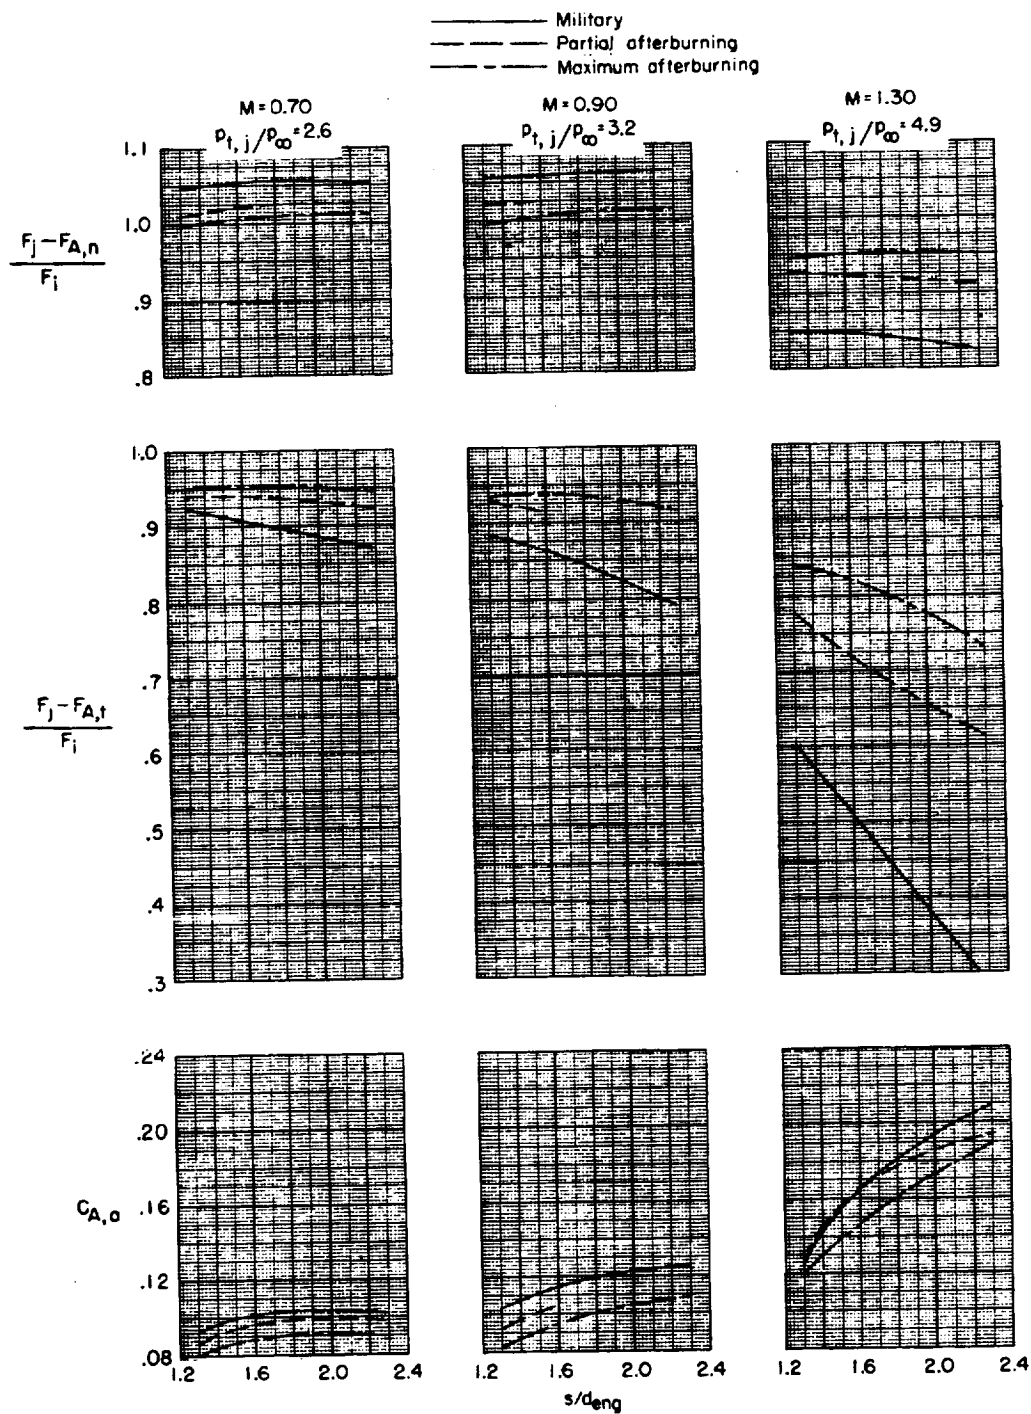 Military
Partial afterburning
Maximum afterburning
M = 0.70
p_t,j/p_∞ = 2.6
M = 0.90
p_t,j/p_∞ = 3.2
M = 1.30
p_t,j/p_∞ = 4.9
1.1
1.0
.9
.8
F_j – F_A,n
F_i
1.0
.9
.8
.7
.6
.5
.4
.3
F_j – F_A,t
F_i
.24
.20
.16
.12
.08
C_A,a
1.2 1.6 2.0 2.4 1.2 1.6 2.0 2.4 1.2 1.6 2.0 2.4
s/d_eng